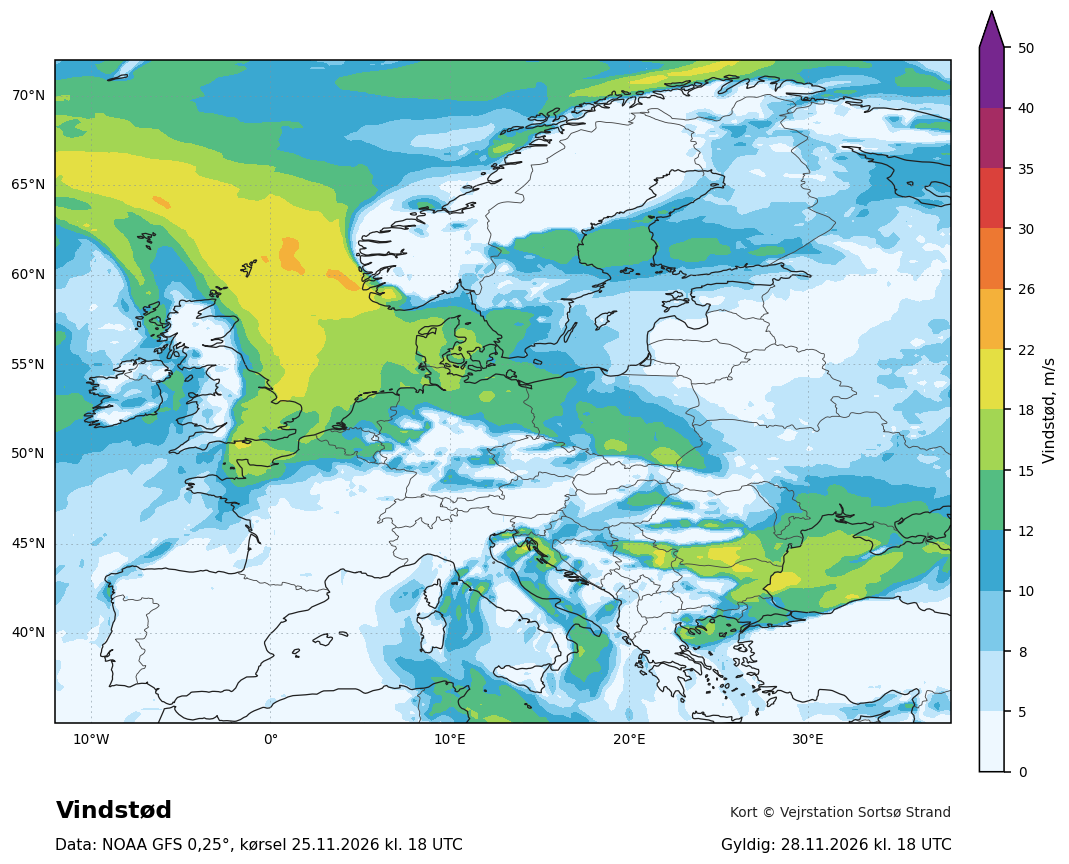 50
40
35
30
26
22
18
15
12
10
8
5
0
Vindstød, m/s
70°N
65°N
60°N
55°N
50°N
45°N
40°N
10°W
0°
10°E
20°E
30°E
Vindstød
Kort © Vejrstation Sortsø Strand
Data: NOAA GFS 0,25°, kørsel 25.11.2026 kl. 18 UTC
Gyldig: 28.11.2026 kl. 18 UTC